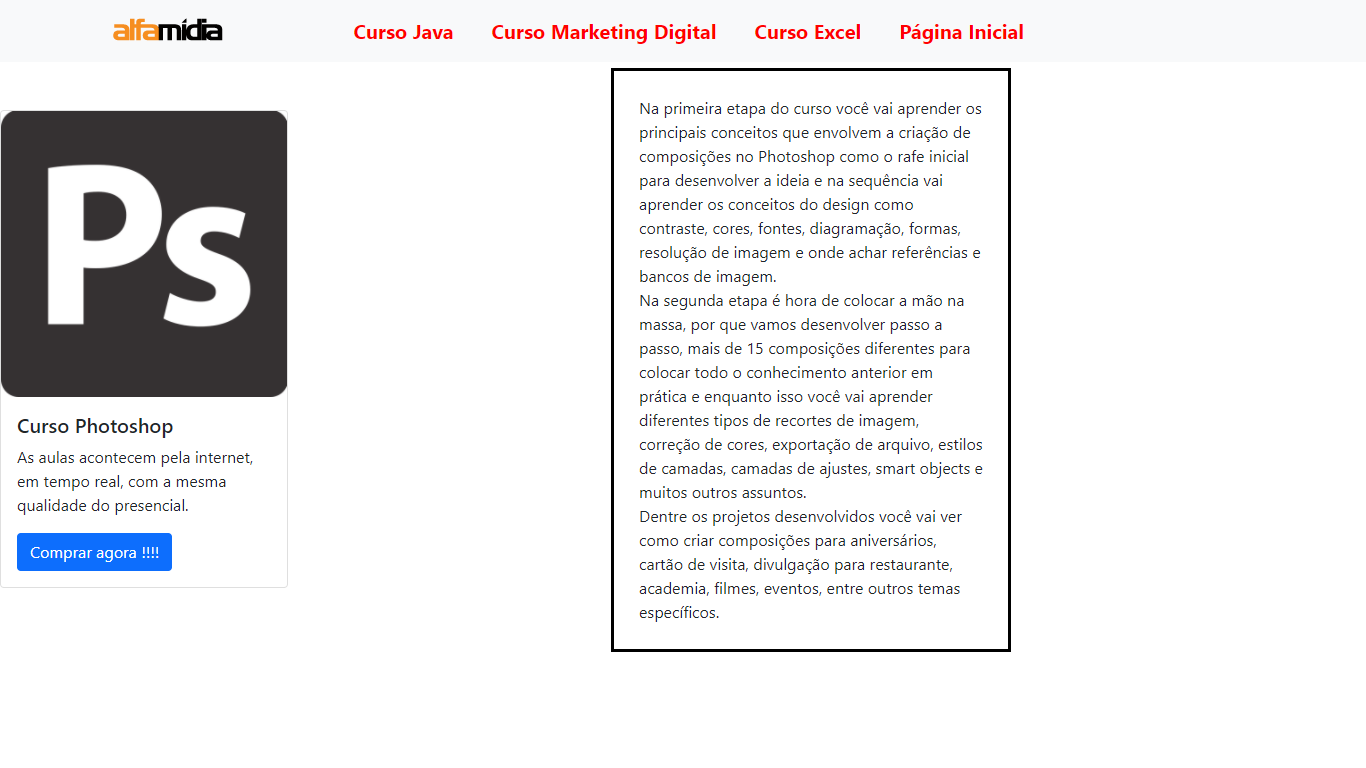 alfamídia
Curso Java
Curso Marketing Digital
Curso Excel
Página Inicial
Ps
Curso Photoshop
As aulas acontecem pela internet,
em tempo real, com a mesma
qualidade do presencial.
Comprar agora !!!!
Na primeira etapa do curso você vai aprender os
principais conceitos que envolvem a criação de
composições no Photoshop como o rafe inicial
para desenvolver a ideia e na sequência vai
aprender os conceitos do design como
contraste, cores, fontes, diagramação, formas,
resolução de imagem e onde achar referências e
bancos de imagem.
Na segunda etapa é hora de colocar a mão na
massa, por que vamos desenvolver passo a
passo, mais de 15 composições diferentes para
colocar todo o conhecimento anterior em
prática e enquanto isso você vai aprender
diferentes tipos de recortes de imagem,
correção de cores, exportação de arquivo, estilos
de camadas, camadas de ajustes, smart objects e
muitos outros assuntos.
Dentre os projetos desenvolvidos você vai ver
como criar composições para aniversários,
cartão de visita, divulgação para restaurante,
academia, filmes, eventos, entre outros temas
específicos.